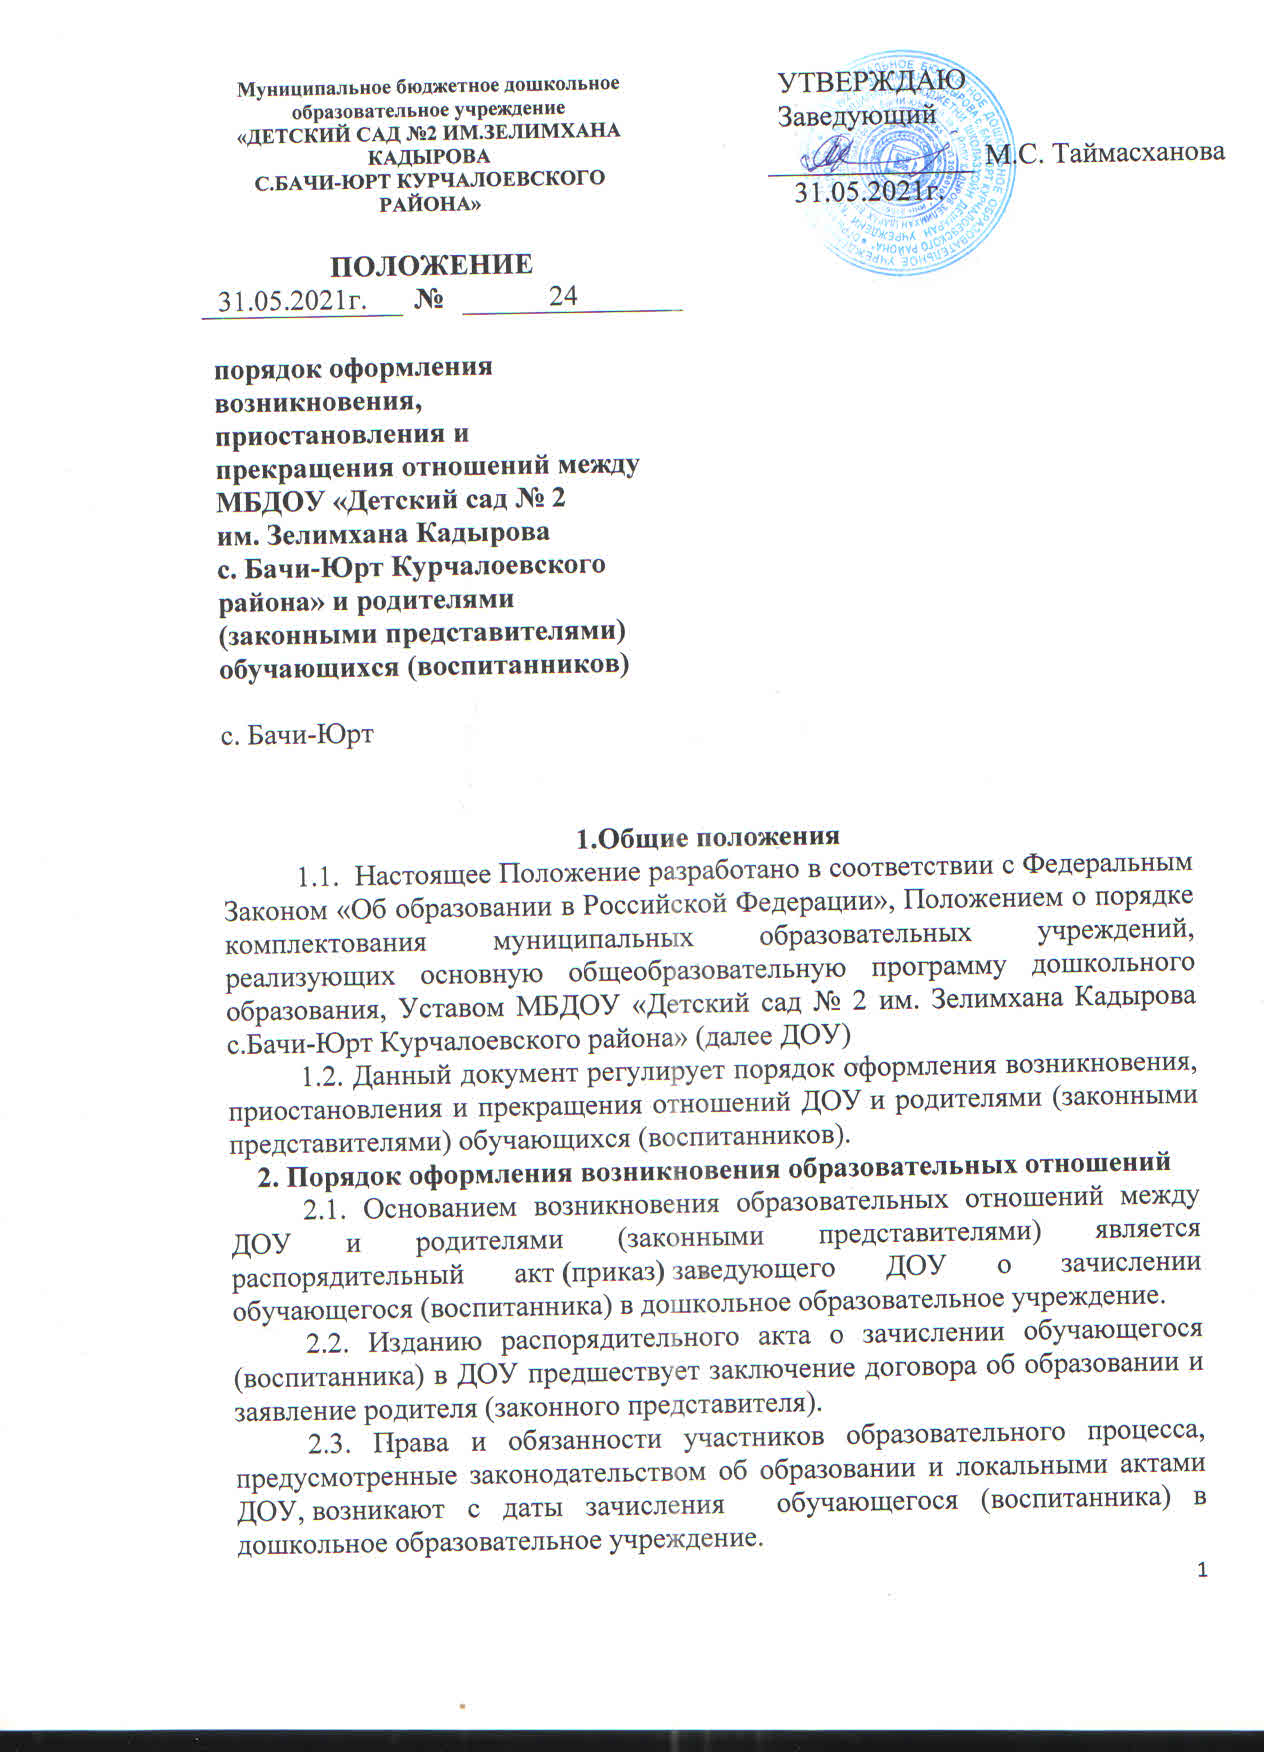 Муниципальное бюджетное дошкольное
образовательное учреждение
«ДЕТСКИЙ САД №2 ИМ.ЗЕЛИМХАНА
КАДЫРОВА
С.БАЧИ-ЮРТ КУРЧАЛОЕВСКОГО
РАЙОНА»
УТВЕРЖДАЮ
Заведующий
М.С. Таймасханова
31.05.2021г.
ПОЛОЖЕНИЕ
31.05.2021г. № 24
порядок оформления
возникновения,
приостановления и
прекращения отношений между
МБДОУ «Детский сад № 2
им. Зелимхана Кадырова
с. Бачи-Юрт Курчалоевского
района» и родителями
(законными представителями)
обучающихся (воспитанников)
с. Бачи-Юрт
1.Общие положения
1.1. Настоящее Положение разработано в соответствии с Федеральным
Законом «Об образовании в Российской Федерации», Положением о порядке
комплектования муниципальных образовательных учреждений,
реализующих основную общеобразовательную программу дошкольного
образования, Уставом МБДОУ «Детский сад № 2 им. Зелимхана Кадырова
с.Бачи-Юрт Курчалоевского района» (далее ДОУ)
1.2. Данный документ регулирует порядок оформления возникновения,
приостановления и прекращения отношений ДОУ и родителями (законными
представителями) обучающихся (воспитанников).
2. Порядок оформления возникновения образовательных отношений
2.1. Основанием возникновения образовательных отношений между
ДОУ и родителями (законными представителями) является
распорядительный акт (приказ) заведующего ДОУ о зачислении
обучающегося (воспитанника) в дошкольное образовательное учреждение.
2.2. Изданию распорядительного акта о зачислении обучающегося
(воспитанника) в ДОУ предшествует заключение договора об образовании и
заявление родителя (законного представителя).
2.3. Права и обязанности участников образовательного процесса,
предусмотренные законодательством об образовании и локальными актами
ДОУ, возникают с даты зачисления обучающегося (воспитанника) в
дошкольное образовательное учреждение.
1